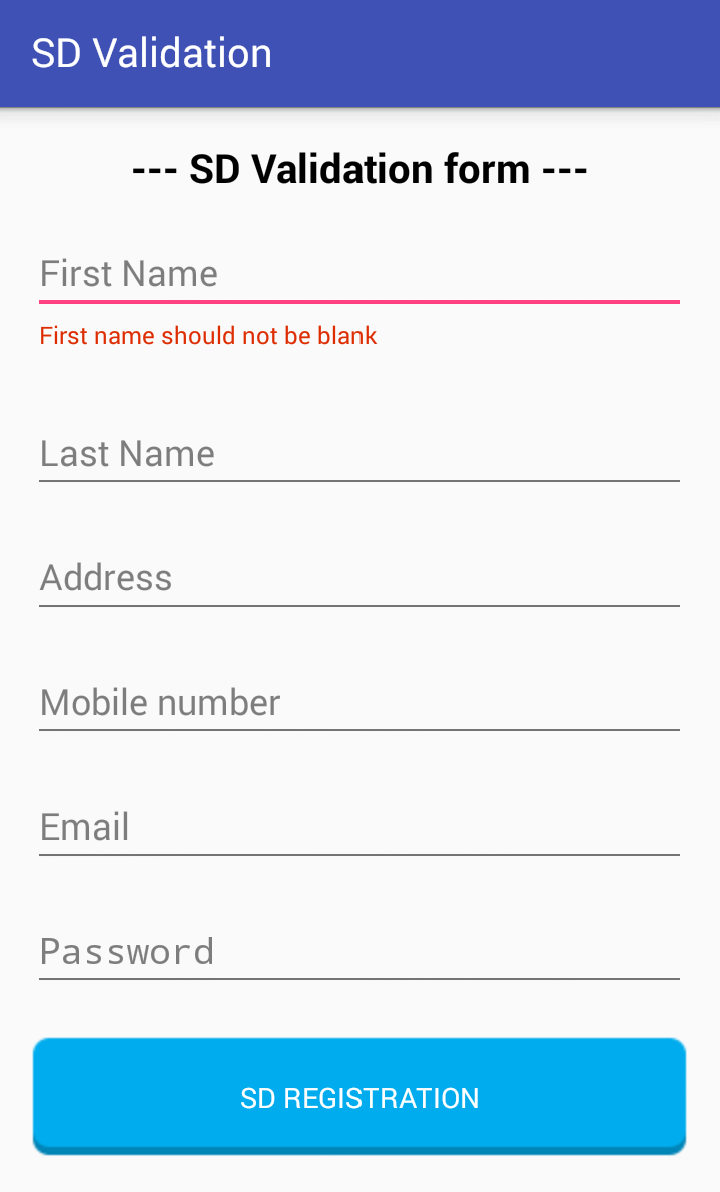 SD Validation
--- SD Validation form ---
First Name
First name should not be blank
Last Name
Address
Mobile number
Email
Password
SD REGISTRATION